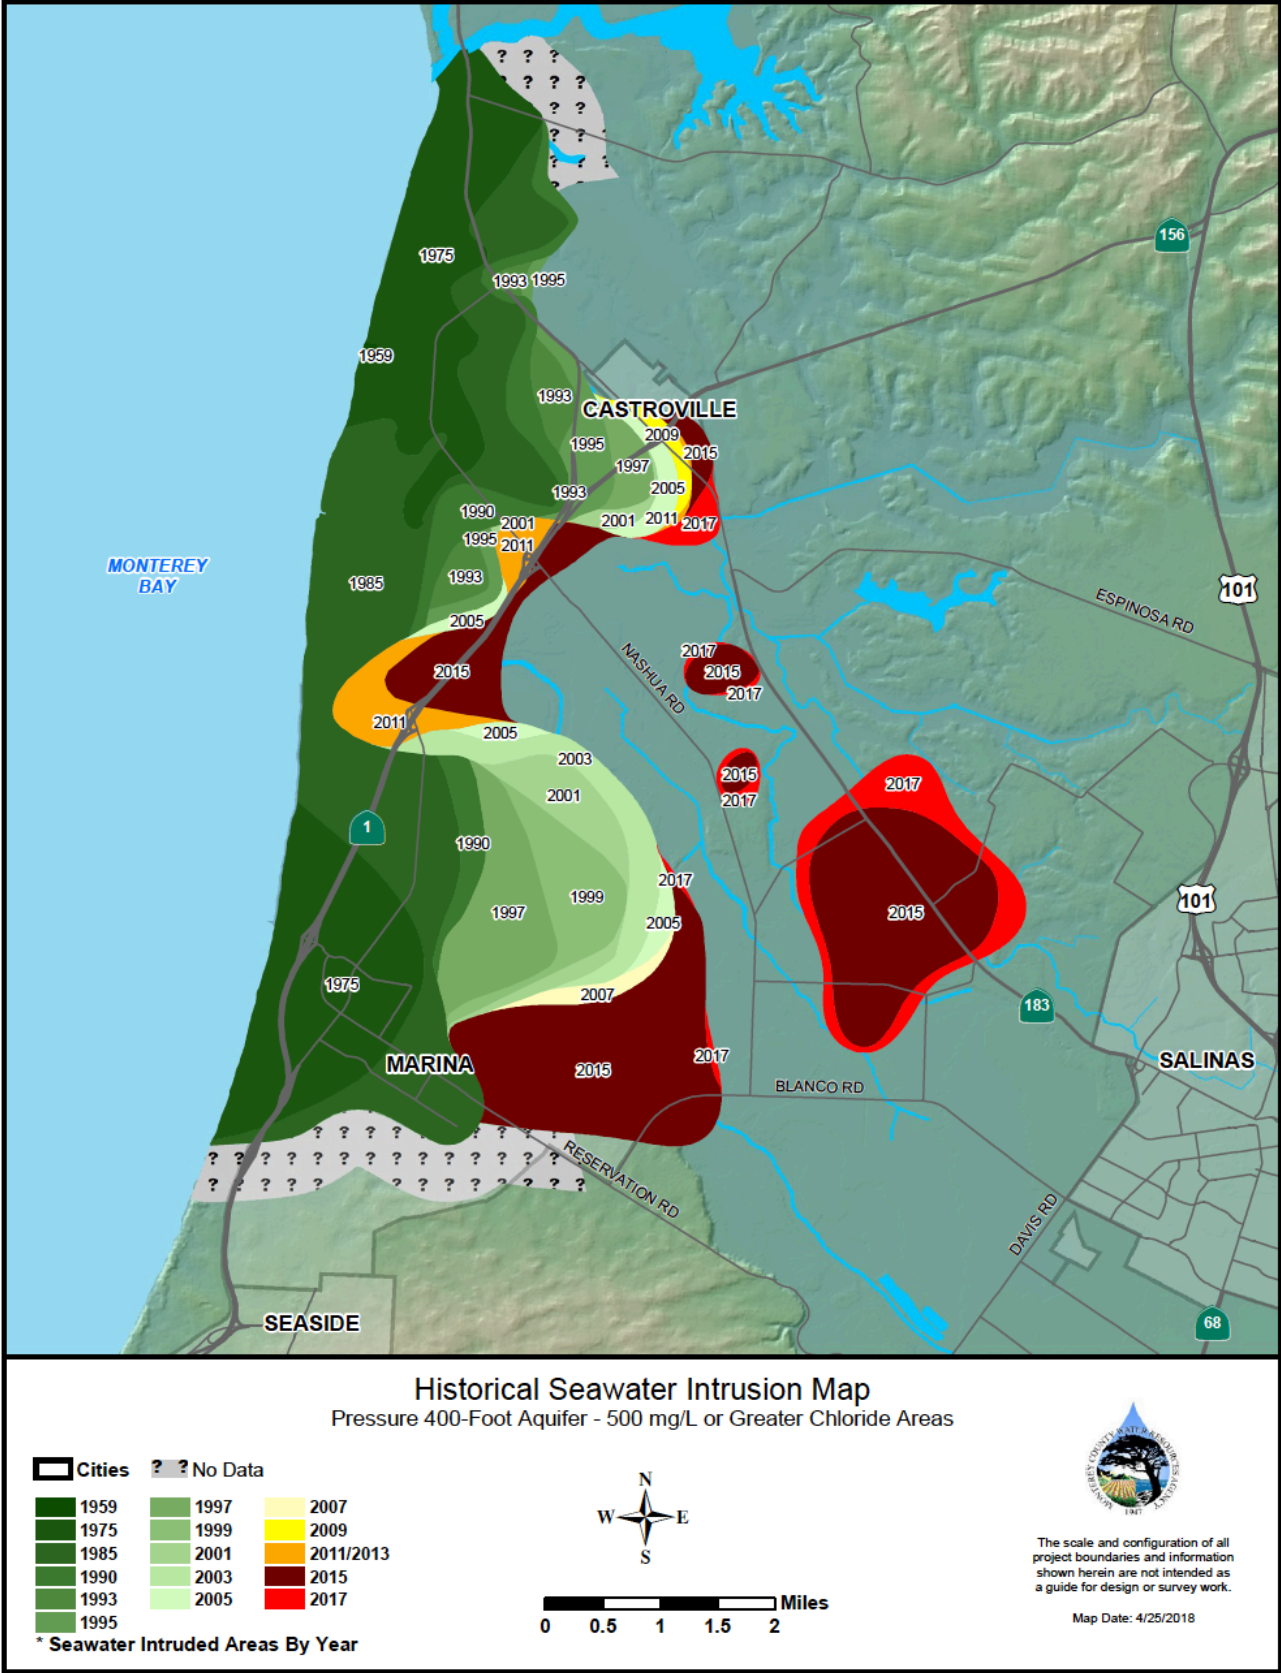 156
1975
1993 1995
1959
1993
CASTROVILLE
2009
1995
2015
1997
1993
2005
1990
2001
2001
2011
2017
1995
2011
1993
1985
MONTEREY
BAY
101
ESPINOSA RD
2005
2017
2015
2015
2017
NASHUA RD
2011
2005
2003
2015
2017
2001
2017
1
1990
2017
1999
101
1997
2015
2005
1975
2007
183
2017
MARINA
2015
SALINAS
BLANCO RD
? ? ? ? ? ? ? ?
RESERVATION RD
DAVIS RD
SEASIDE
68
Historical Seawater Intrusion Map
Pressure 400-Foot Aquifer - 500 mg/L or Greater Chloride Areas
Cities
? ? No Data
1959
1975
1985
1990
1993
1995
1997
1999
2001
2003
2005
2007
2009
2011/2013
2015
2017
* Seawater Intruded Areas By Year
N
W E
S
Miles
0 0.5 1 1.5 2
MONTEREY COUNTY WATER RESOURCES AGENCY
1947
The scale and configuration of all
project boundaries and information
shown herein are not intended as
a guide for design or survey work.
Map Date: 4/25/2018